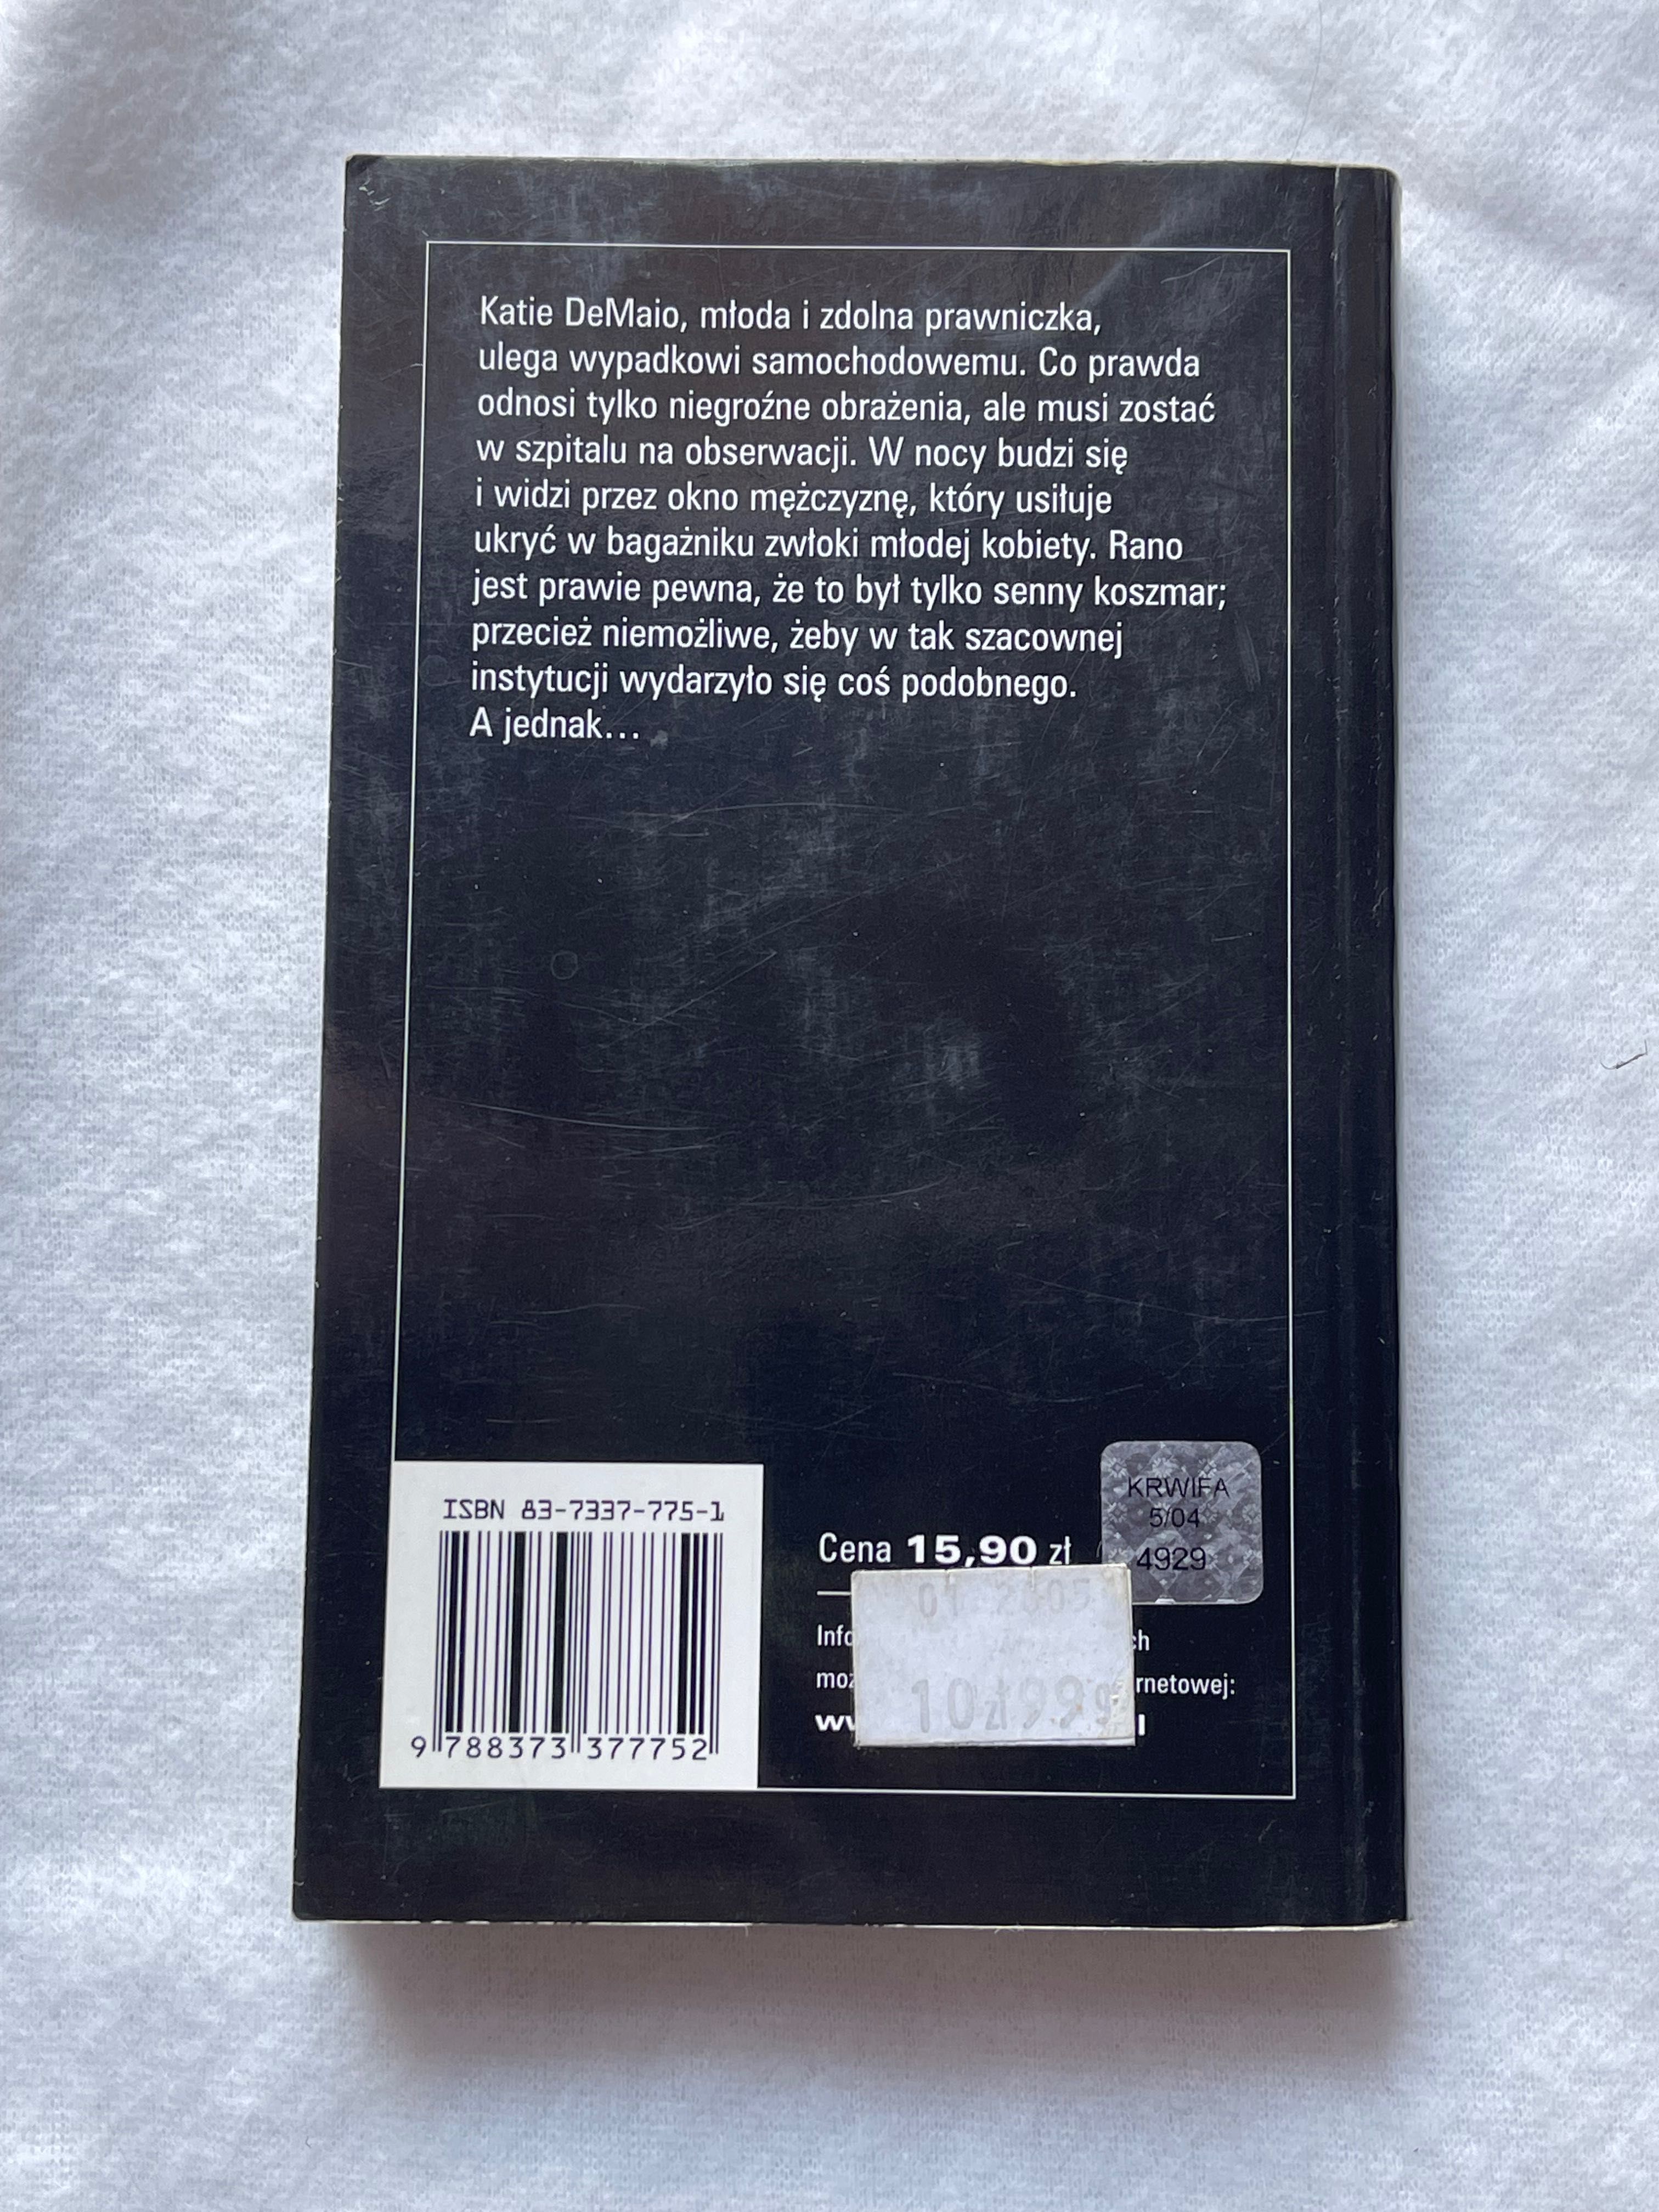 Katie DeMaio, młoda i zdolna prawniczka,
ulega wypadkowi samochodowemu. Co prawda
odnosi tylko niegroźne obrażenia, ale musi zostać
w szpitalu na obserwacji. W nocy budzi się
i widzi przez okno mężczyznę, który usiłuje
ukryć w bagażniku zwłoki młodej kobiety. Rano
jest prawie pewna, że to był tylko senny koszmar;
przecież niemożliwe, żeby w tak szacownej
instytucji wydarzyło się coś podobnego.
A jednak...
ISBN 83-7337-775-1
9 788373 377752
Cena 15,90 zł
KRWIFA
5/04
4929
01 2005
10zł99g